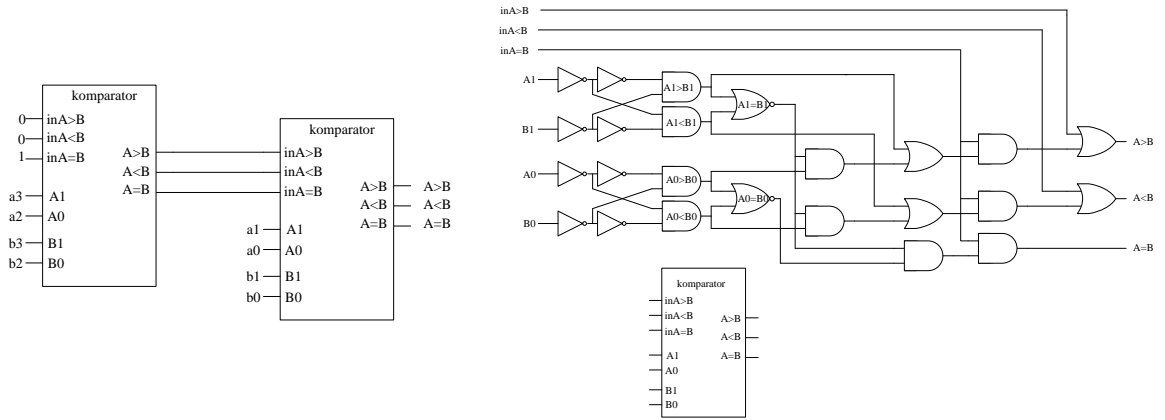 komparator
0
inA>B
0
inA<B
1
inA=B
A>B
A<B
A=B
a3
A1
a2
A0
b3
B1
b2
B0
komparator
inA>B
inA<B
inA=B
A>B
A>B
A<B
A<B
A=B
A=B
a1
A1
a0
A0
b1
B1
b0
B0
inA>B
inA<B
inA=B
A1
A1>B1
A1=B1
B1
A1<B1
A>B
A0
A0>B0
A0=B0
A<B
B0
A0<B0
A=B
komparator
inA>B
inA<B
inA=B
A>B
A<B
A=B
A1
A0
B1
B0